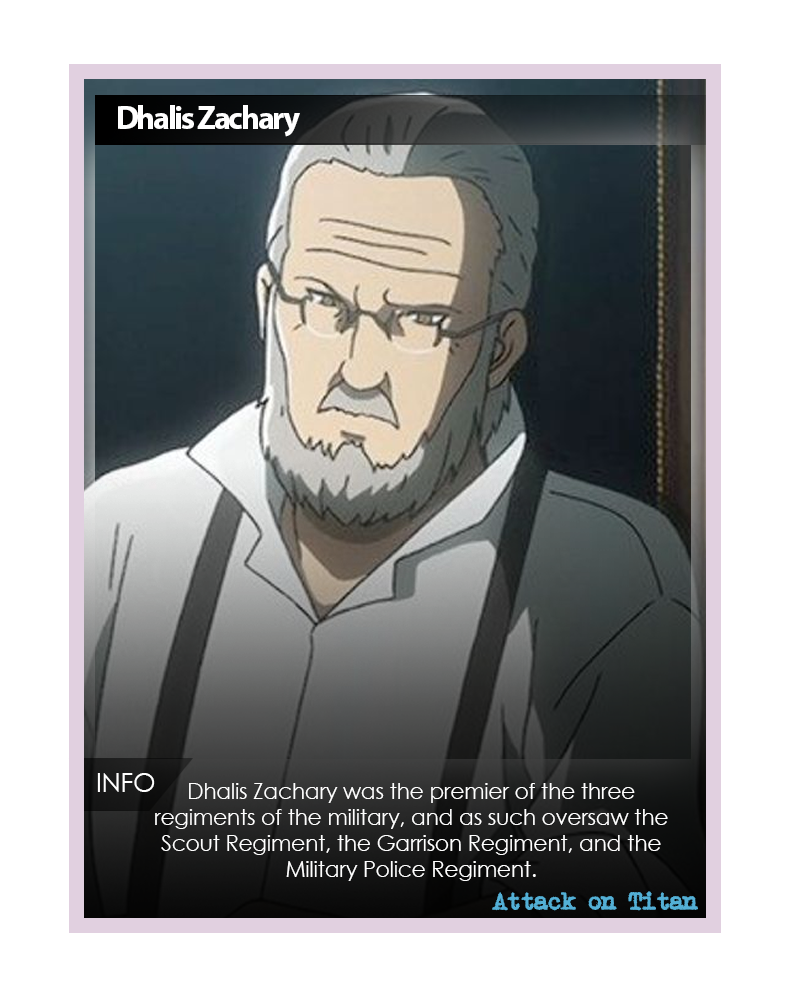 Dhalis Zachary
INFO
Dhalis Zachary was the premier of the three
regiments of the military, and as such oversaw the
Scout Regiment, the Garrison Regiment, and the
Military Police Regiment.
Attack on Titan